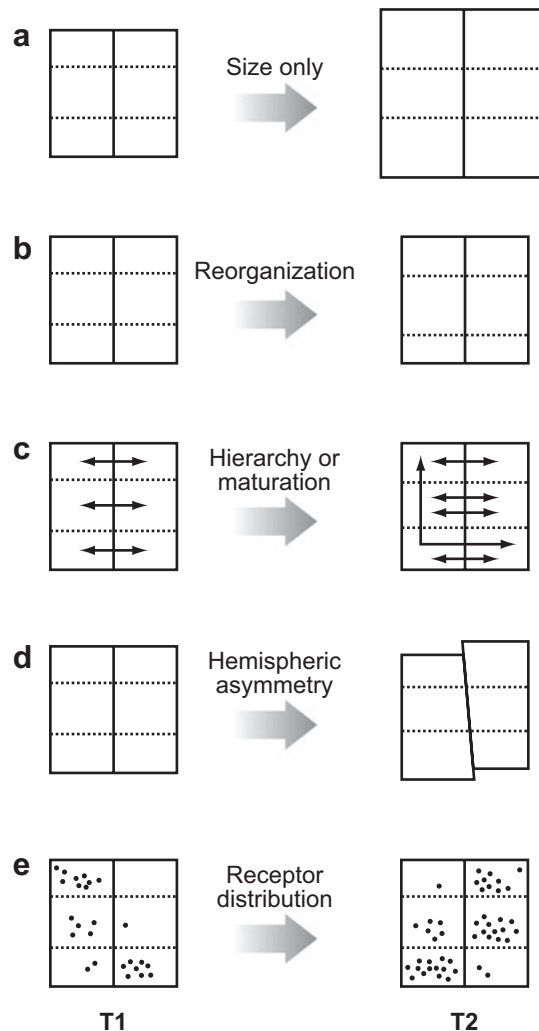 a
Size only
b
Reorganization
c
Hierarchy or
maturation
d
Hemispheric
asymmetry
e
Receptor
distribution
T1
T2